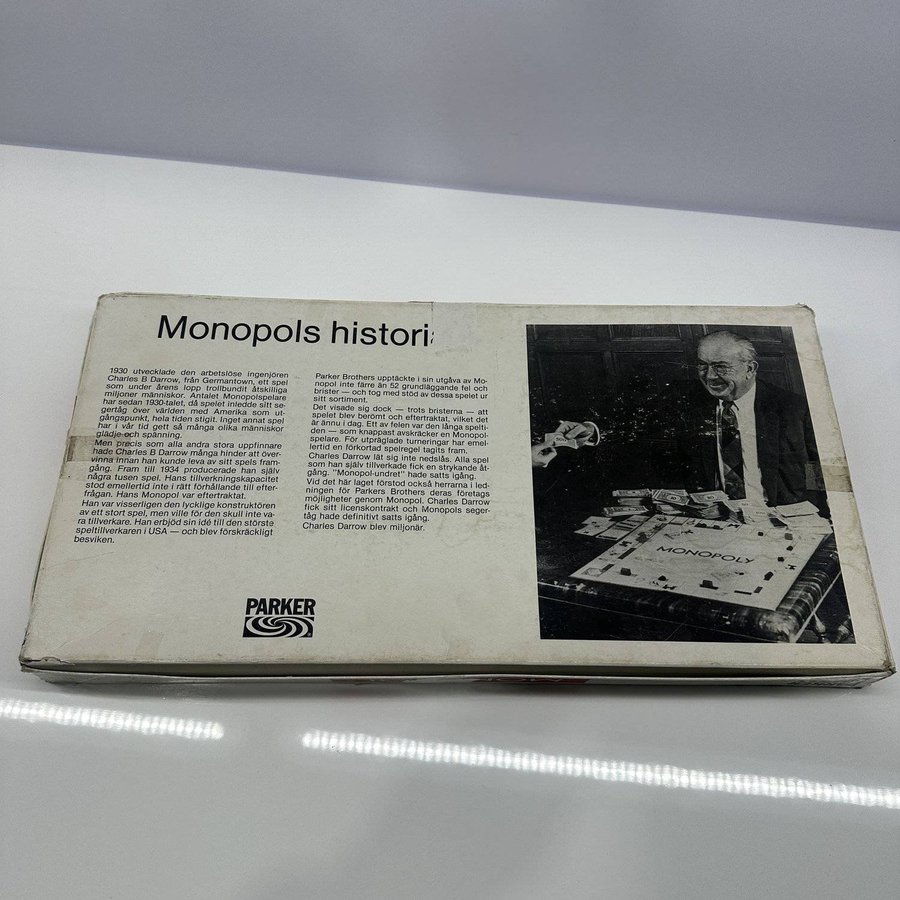 Monopols histori
1930 utvecklade den arbetslöse ingenjören
Charles B Darrow, från Germantown, ett spel
som under årens lopp trollbundit åtskilliga
miljoner människor. Antalet Monopolspelare
har sedan 1930-talet, då spelet inledde sitt se-
gertåg över världen med Amerika som ut-
gångspunkt, hela tiden stigit. Inget annat spel
har i vår tid gett så många olika människor
glädje och spänning.
Men precis som alla andra stora uppfinnare
hade Charles B Darrow många hinder att över-
vinna innan han kunde leva av sitt spels fram-
gång. Fram till 1934 producerade han själv
några tusen spel. Hans tillverkningskapacitet
stod emellertid inte i rätt förhållande till efter-
frågan. Hans Monopol var eftertraktat.
Han var visserligen den lycklige konstruktören
av ett stort spel, men ville för den skull inte va-
ra tillverkare. Han erbjöd sin idé till den största
speltillverkaren i USA — och blev förskräckligt
besviken.
Parker Brothers upptäckte i sin utgåva av Mo-
nopol inte färre än 52 grundläggande fel och
brister — och tog med stöd av dessa spelet ur
sitt sortiment.
Det visade sig dock — trots bristerna — att
spelet blev berömt och eftertraktat, vilket det
är ännu i dag. Ett av felen var den långa speltid-
den — som knappast avskräcker en Monopol-
spelare. För utpräglade turneringar har emel-
lertid en förkortad spelregel tagits fram.
Charles Darrow lät sig inte nedslås. Alla spel
som han själv tillverkade fick en strykande åt-
gång. "Monopol-undret" hade satts igång.
Vid det här laget förstod också herrarna i led-
ningen för Parkers Brothers deras företags
möjligheter genom Monopol. Charles Darrow
fick sitt licenskontrakt och Monopols seger-
tåg hade definitivt satts igång.
Charles Darrow blev miljonär.
PARKER
MONOPOLY